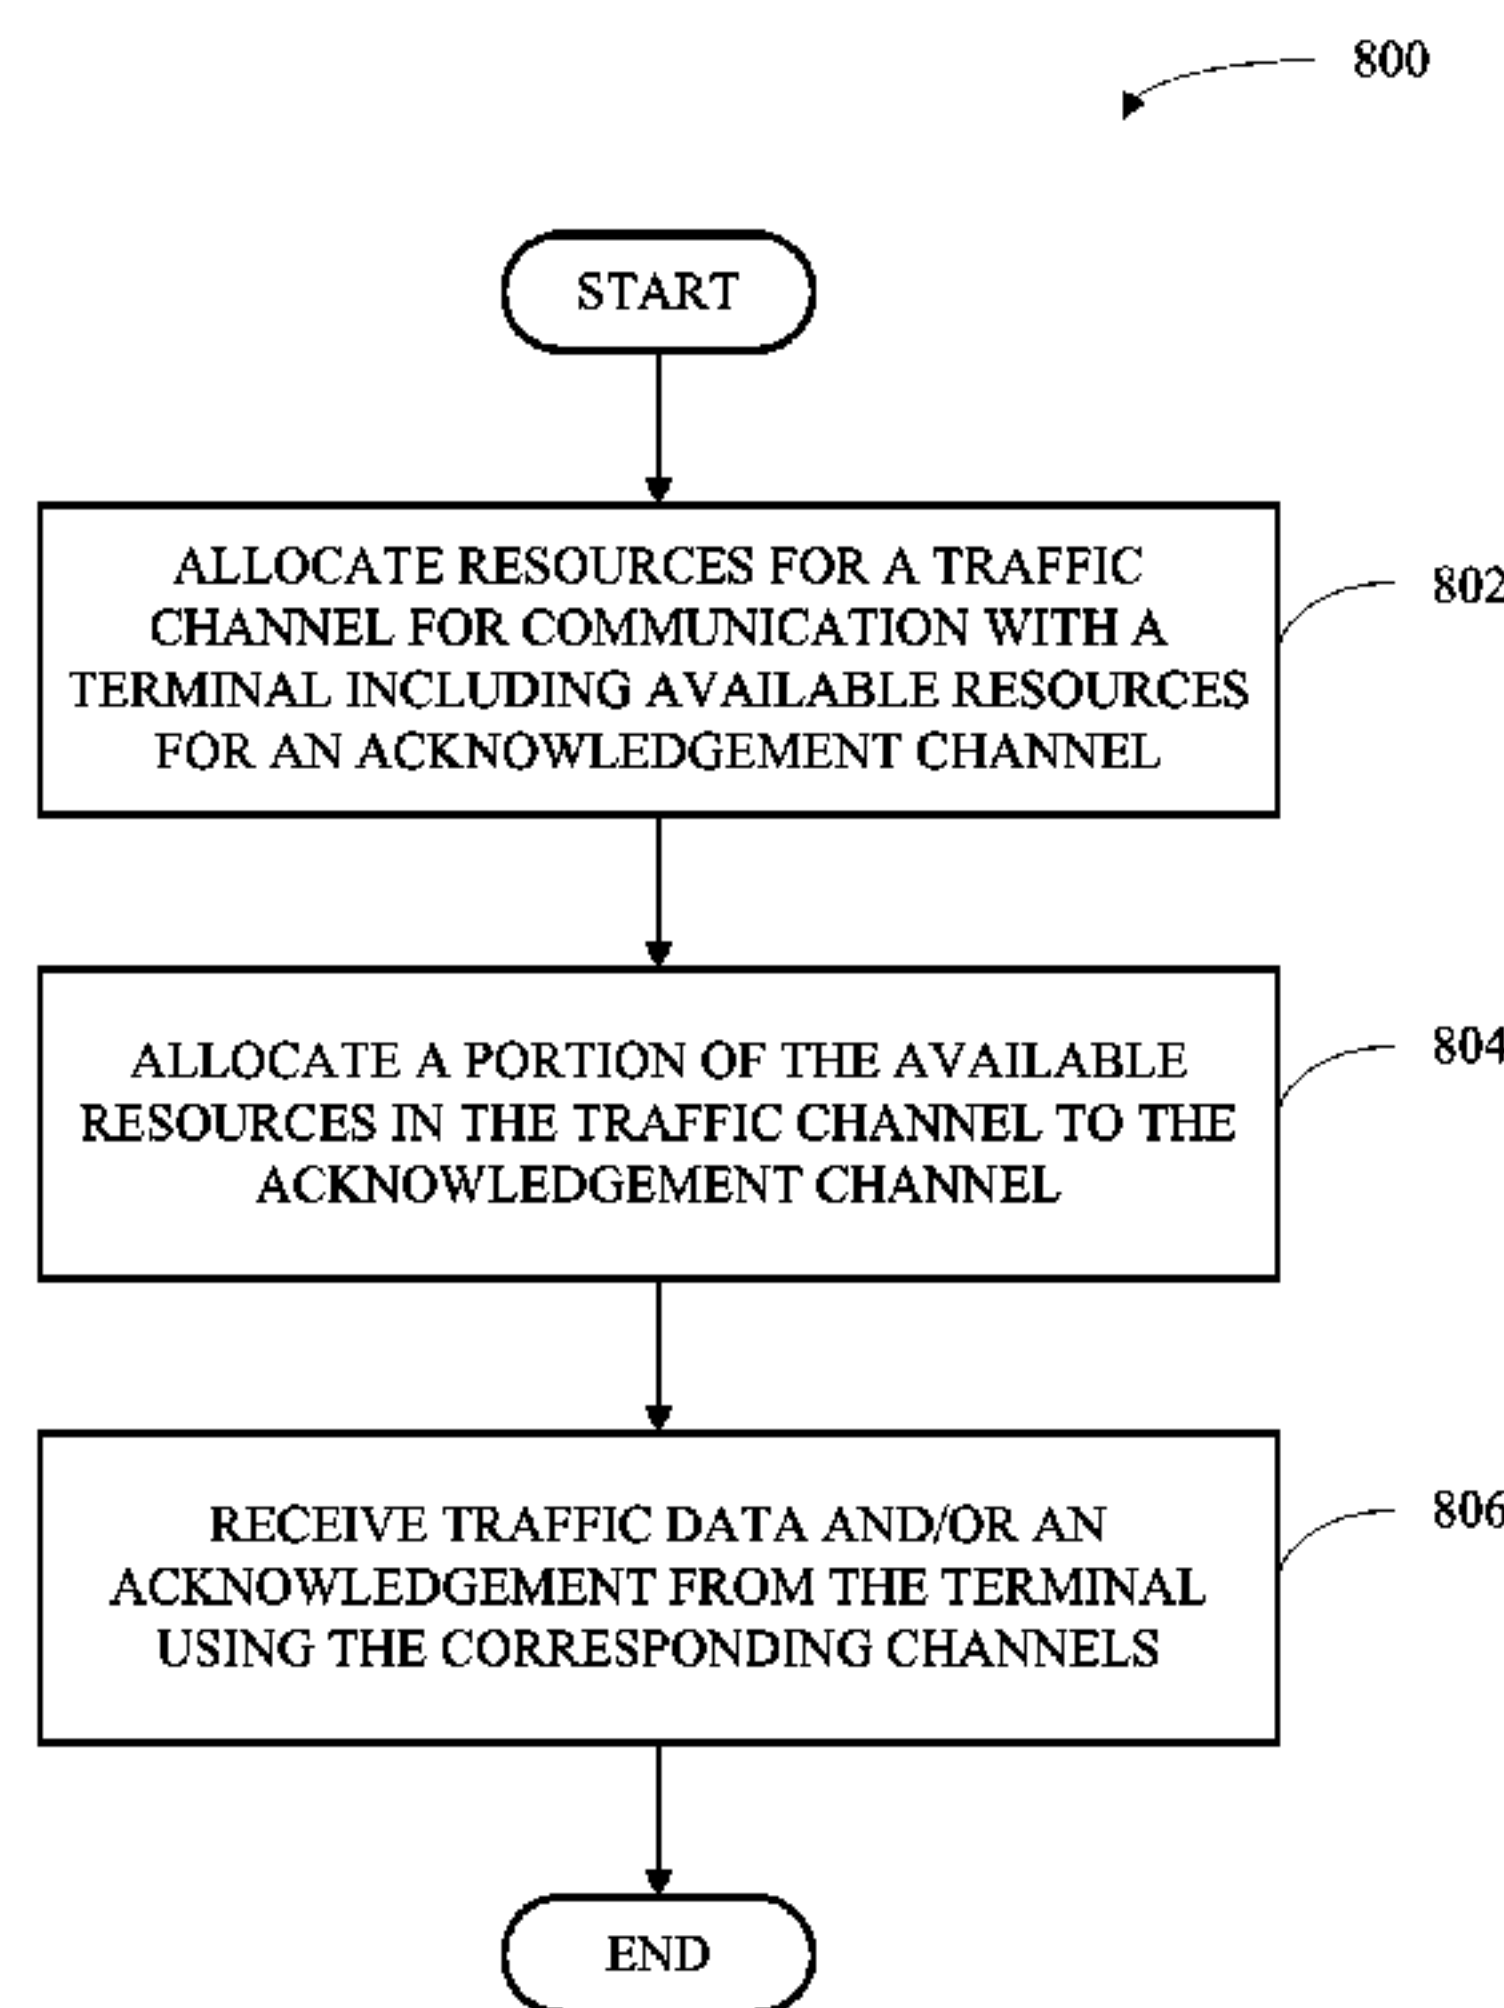 800
START
ALLOCATE RESOURCES FOR A TRAFFIC
CHANNEL FOR COMMUNICATION WITH A
TERMINAL INCLUDING AVAILABLE RESOURCES
FOR AN ACKNOWLEDGEMENT CHANNEL
802
ALLOCATE A PORTION OF THE AVAILABLE
RESOURCES IN THE TRAFFIC CHANNEL TO THE
ACKNOWLEDGEMENT CHANNEL
804
RECEIVE TRAFFIC DATA AND/OR AN
ACKNOWLEDGEMENT FROM THE TERMINAL
USING THE CORRESPONDING CHANNELS
806
END